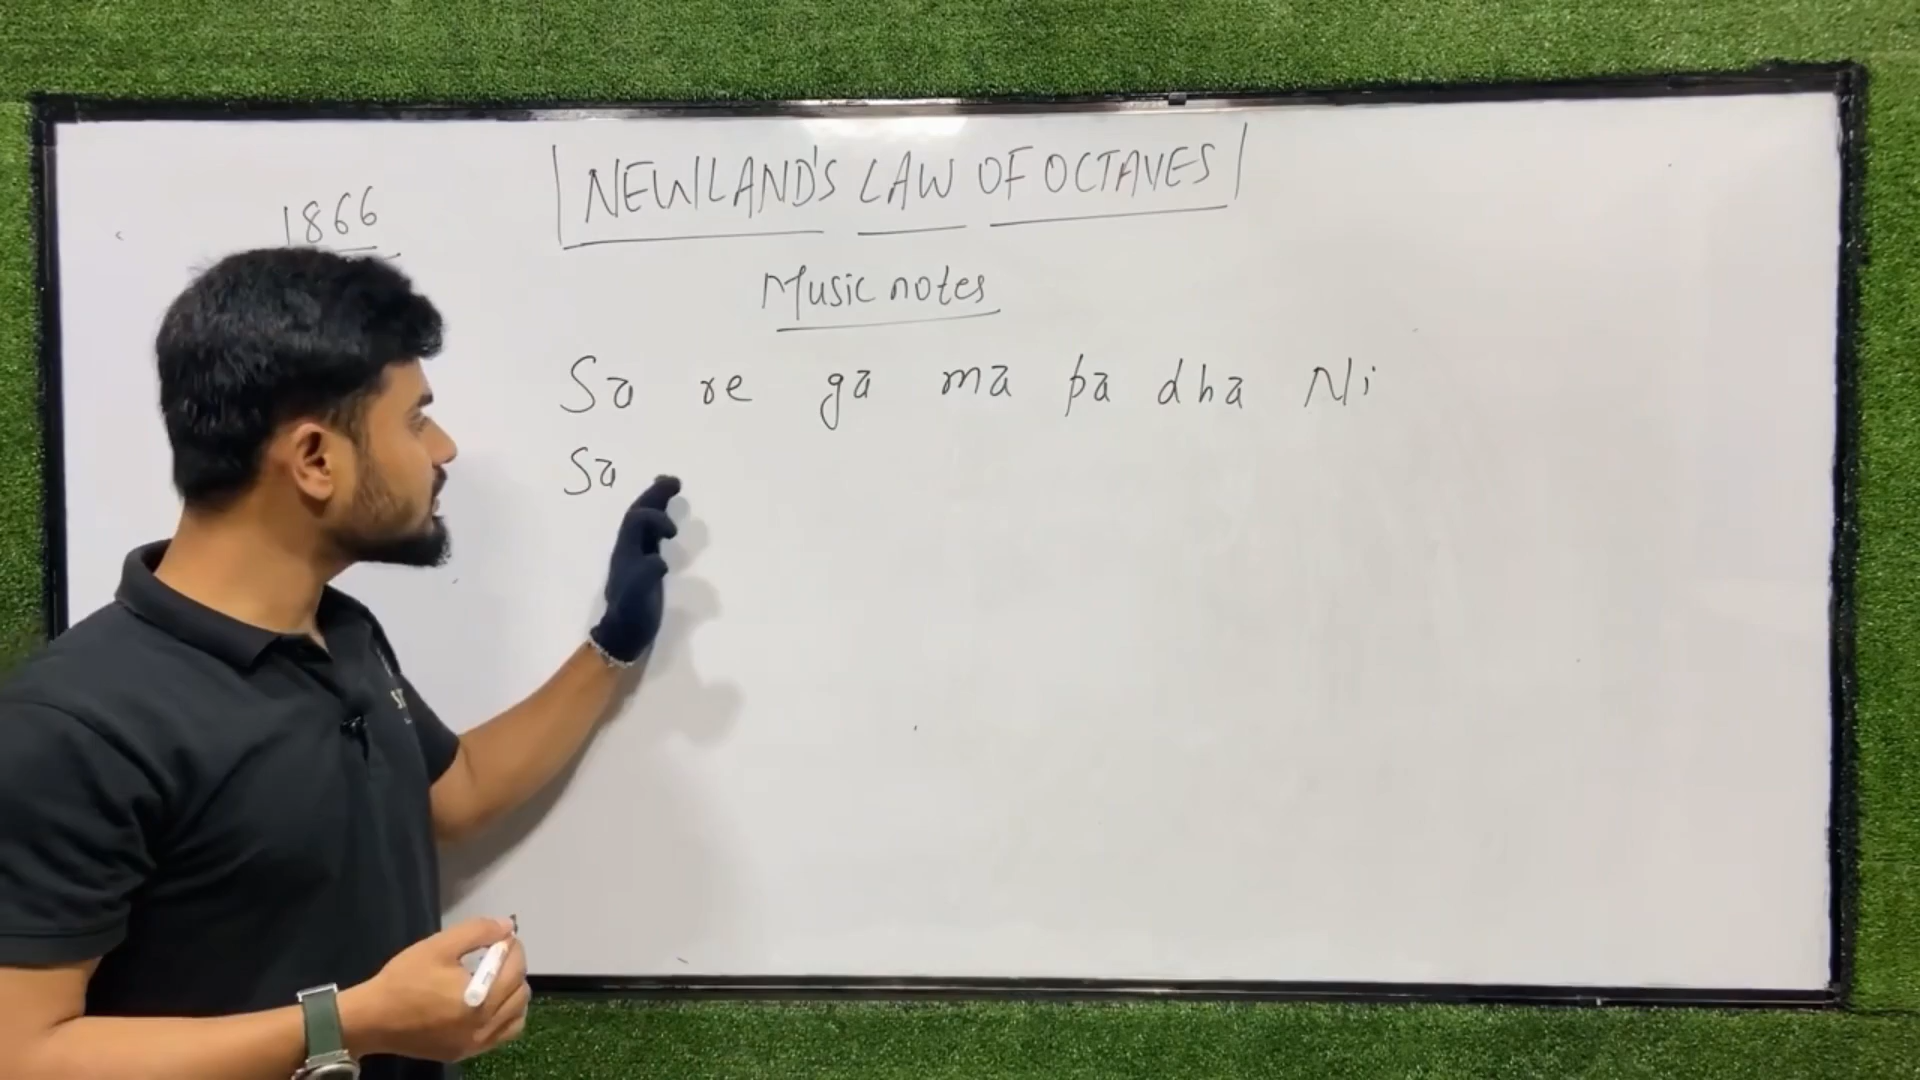 1866
NEWLAND'S LAW OF OCTAVES
Music notes
Sa re ga ma pa dha Ni
Sa